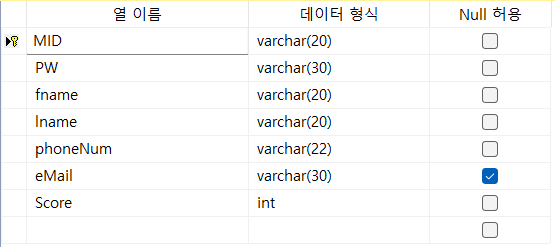 열 이름 데이터 형식 Null 허용
MID varchar(20)
PW varchar(30)
fname varchar(20)
lname varchar(20)
phoneNum varchar(22)
eMail varchar(30)
Score int